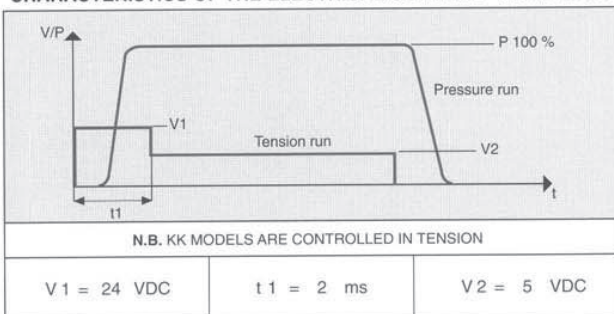 V/P
P 100 %
Pressure run
V1
Tension run
V2
t
t1
N.B. KK MODELS ARE CONTROLLED IN TENSION
V 1 = 24 VDC
t 1 = 2 ms
V 2 = 5 VDC